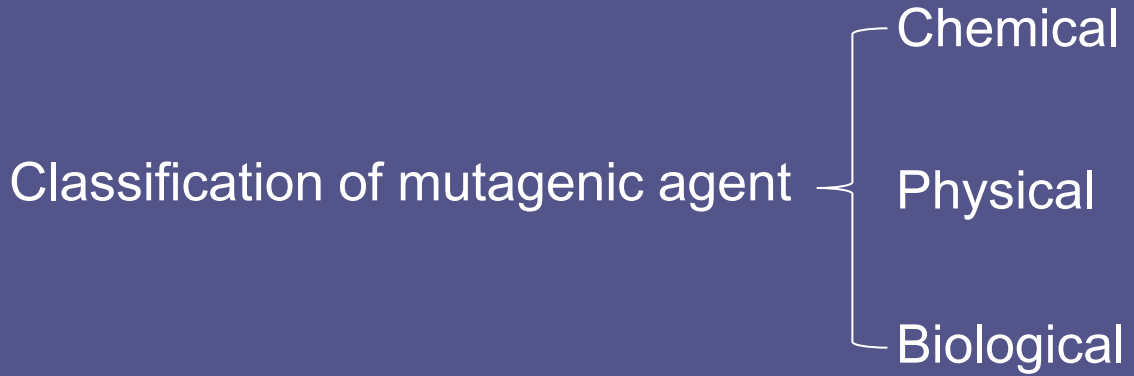 Chemical
Classification of mutagenic agent
Physical
Biological